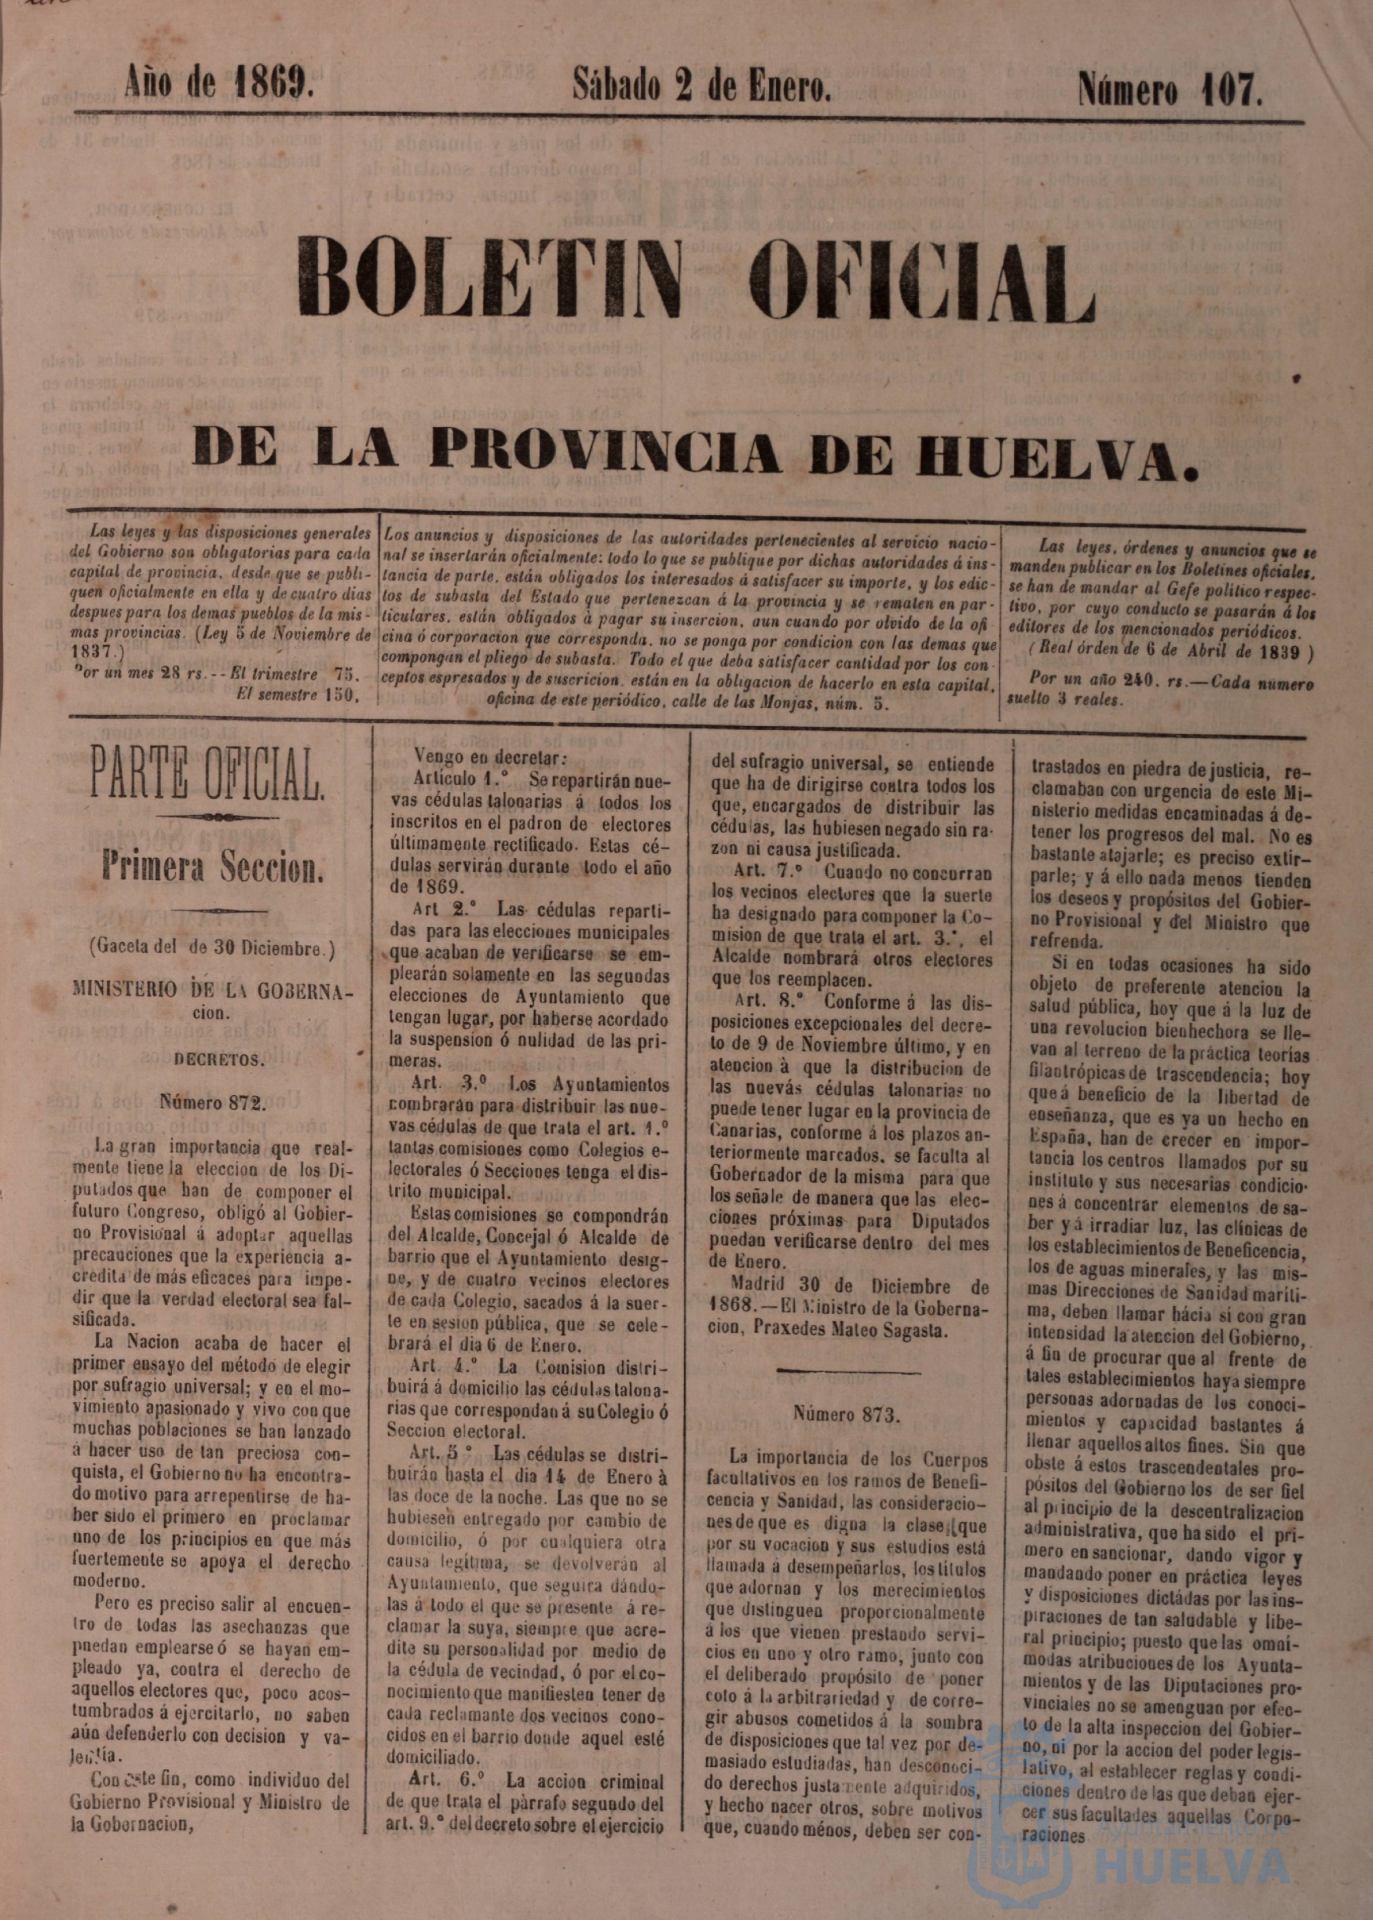 Año de 1869.
Sábado 2 de Enero.
Número 107.
BOLETIN OFICIAL
DE LA PROVINCIA DE HUELVA.
Las leyes y las disposiciones generales
del Gobierno son obligatorias para cada
capital de provincia, desde que se publi-
quen oficialmente en ella y de cuatro dias
despues para los demas pueblos de la mis-
mas provincias. (Ley 5 de Noviembre de
1837.)
Por un mes 28 rs.--El trimestre 75.
El semestre 150,
Los anuncios y disposiciones de las autoridades pertenecientes al servicio nacio-
nal se insertarán oficialmente: todo lo que se publique por dichas autoridades á ins-
tancia de parte, están obligados los interesados á satisfacer su importe, y los edic-
tos de subasta del Estado que pertenezcan á la provincia y se rematen en par-
ticulares, están obligados á pagar su insercion, aun cuando por olvido de la ofi-
cina ó corporacion que corresponda, no se ponga por condicion con las demas que
compongan el pliego de subasta. Todo el que deba satisfacer cantidad por los con-
ceptos espresados y de suscricion, están en la obligacion de hacerlo en esta capital,
oficina de este periódico, calle de las Monjas, núm. 5.
Las leyes, órdenes y anuncios que se
manden publicar en los Boletines oficiales,
se han de mandar al Gefe politico respec-
tivo, por cuyo conducto se pasarán á los
editores de los mencionados periódicos.
(Real órden de 6 de Abril de 1839)
Por un año 240, rs.—Cada número
suelto 3 reales.
PARTE OFICIAL.
Primera Seccion.
(Gaceta del de 30 Diciembre.)
MINISTERIO DE LA GOBERNA-
cion.
DECRETOS.
Número 872.
La gran importancia que real-
mente tiene la eleccion de los Di-
putados que han de componer el
futuro Congreso, obligó al Gobier-
no Provisional á adoptar aquellas
precauciones que la experiencia a-
credita de más eficaces para impe-
dir que la verdad electoral sea fal-
sificada.
La Nacion acaba de hacer el
primer ensayo del método de elegir
por sufragio universal; y en el mo-
vimiento apasionado y vivo con que
muchas poblaciones se han lanzado
á hacer uso de tan preciosa con-
quista, el Gobierno no ha encontra-
do motivo para arrepentirse de ha-
ber sido el primero en proclamar
uno de los principios en que más
fuertemente se apoya el derecho
moderno.
Pero es preciso salir al encuen-
tro de todas las asechanzas que
puedan emplearse ó se hayan em-
pleado ya, contra el derecho de
aquellos electores que, poco acos-
tumbrados á ejercitarlo, no saben
aún defenderlo con decision y va-
lentía.
Con este fin, como individuo del
Gobierno Provisional y Ministro de
la Gobernacion,
Vengo en decretar:
Artículo 1.° Se repartirán nue-
vas cédulas talonarias á todos los
inscritos en el padron de electores
últimamente rectificado. Estas cé-
dulas servirán durante todo el año
de 1869.
Art 2.° Las cédulas reparti-
das para las elecciones municipales
que acaban de verificarse se em-
plearán solamente en las segundas
elecciones de Ayuntamiento que
tengan lugar, por haberse acordado
la suspension ó nulidad de las pri-
meras.
Art. 3.° Los Ayuntamientos
nombrarán para distribuir las nue-
vas cédulas de que trata el art. 1.°
tantas comisiones como Colegios e-
lectorales ó Secciones tenga el dis-
trito municipal.
Estas comisiones se compondrán
del Alcalde, Concejal ó Alcalde de
barrio que el Ayuntamiento desig-
ne, y de cuatro vecinos electores
de cada Colegio, sacados á la suer-
te en sesion pública, que se cele-
brará el dia 6 de Enero.
Art. 4.° La Comision distri-
buirá á domicilio las cédulas talona-
rias que correspondan á su Colegio ó
Seccion electoral.
Art. 5 ° Las cédulas se distri-
buirán hasta el dia 14 de Enero à
las doce de la noche. Las que no se
hubiesen entregado por cambio de
domicilio, ó por cualquiera otra
causa legítima, se devolverán al
Ayuntamiento, que seguira dándo-
las á todo el que se presente á re-
clamar la suya, siempre que acre-
dite su personalidad por medio de
la cédula de vecindad, ó por el co-
nocimiento que manifiesten tener de
cada reclamante dos vecinos cono-
cidos en el barrio donde aquel esté
domiciliado.
Art. 6.° La accion criminal
de que trata el pàrrafo segundo del
art. 9.° del decreto sobre el ejercicio
del sufragio universal, se entiende
que ha de dirigirse contra todos los
que, encargados de distribuir las
cédulas, las hubiesen negado sin ra-
zon ni causa justificada.
Art. 7.° Cuando no concurran
los vecinos electores que la suerte
ha designado para componer la Co-
mision de que trata el art. 3.°, el
Alcalde nombrará otros electores
que los reemplacen.
Art. 8.° Conforme á las dis-
posiciones excepcionales del decre-
to de 9 de Noviembre último, y en
atencion à que la distribucion de
las nuevás cédulas talonarias no
puede tener lugar en la provincia de
Canarias, conforme á los plazos an-
teriormente marcados, se faculta al
Gobernador de la misma para que
los señale de manera que las elec-
ciones próximas para Diputados
puedan verificarse dentro del mes
de Enero.
Madrid 30 de Diciembre de
1868.—El Ministro de la Goberna-
cion, Praxedes Mateo Sagasta.
Número 873.
La importancia de los Cuerpos
facultativos en los ramos de Benefi-
cencia y Sanidad, las consideracio-
nes de que es digna la clase, que
por su vocacion y sus estudios está
llamada á desempeñarlos, los títulos
que adornan y los merecimientos
que distinguen proporcionalmente
á los que vienen prestando servi-
cios en uno y otro ramo, junto con
el deliberado propósito de poner
coto á la arbitrariedad y de corre-
gir abusos cometidos á la sombra
de disposiciones que tal vez por de-
masiado estudiadas, han desconoci-
do derechos justamente adquiridos,
y hecho nacer otros, sobre motivos
que, cuando ménos, deben ser con-
trastados en piedra de justicia, re-
clamaban con urgencia de este Mi-
nisterio medidas encaminadas á de-
tener los progresos del mal. No es
bastante atajarle; es preciso extir-
parle; y á ello nada menos tienden
los deseos y propósitos del Gobier-
no Provisional y del Ministro que
refrenda.
Si en todas ocasiones ha sido
objeto de preferente atencion la
salud pública, hoy que á la luz de
una revolucion bienhechora se lle-
van al terreno de la práctica teorías
filantrópicas de trascendencia; hoy
que á beneficio de la libertad de
enseñanza, que es ya un hecho en
España, han de crecer en impor-
tancia los centros llamados por su
instituto y sus necesarias condicio-
nes á concentrar elementos de sa-
ber y á irradiar luz, las clínicas de
los establecimientos de Beneficencia,
los de aguas minerales, y las mis-
mas Direcciones de Sanidad maríti-
ma, deben llamar hácia sí con gran
intensidad la atencion del Gobierno,
á fin de procurar que al frente de
tales establecimientos haya siempre
personas adornadas de los conoci-
mientos y capacidad bastantes á
llenar aquellos altos fines. Sin que
obste á estos trascendentales pro-
pósitos del Gobierno los de ser fiel
al principio de la descentralizacion
administrativa, que ha sido el pri-
mero en sancionar, dando vigor y
mandando poner en práctica leyes
y disposiciones dictádas por las ins-
piraciones de tan saludable y libe-
ral principio; puesto que las omní-
modas atribuciones de los Ayunta-
mientos y de las Diputaciones pro-
vinciales no se amenguan por efec-
to de la alta inspeccion del Gobier-
no, ni por la accion del poder legis-
lativo, al establecer reglas y condi-
ciones dentro de las que deban ejer-
cer sus facultades aquellas Corpo-
raciones
Ayuntamiento de
HUELVA